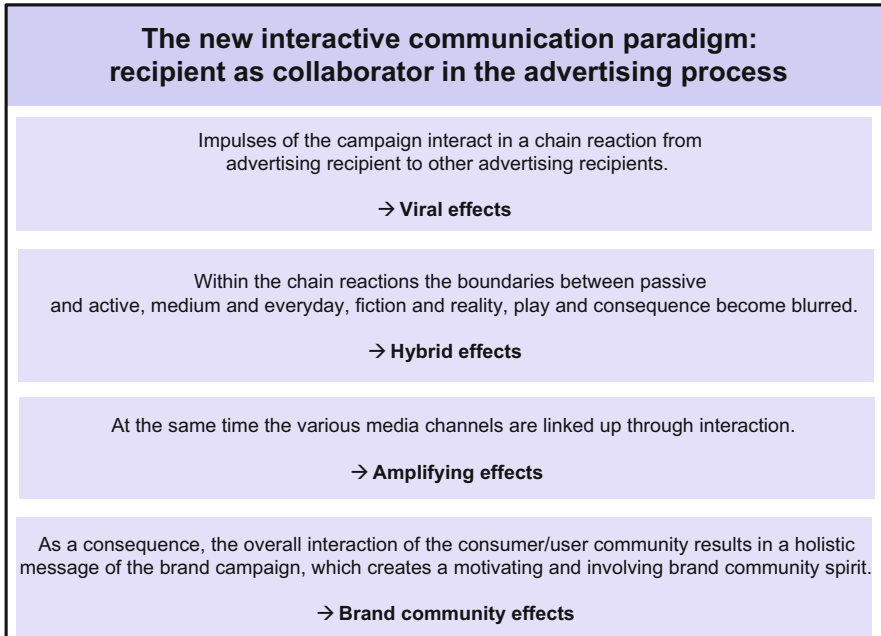 The new interactive communication paradigm:
recipient as collaborator in the advertising process
Impulses of the campaign interact in a chain reaction from
advertising recipient to other advertising recipients.
→ Viral effects
Within the chain reactions the boundaries between passive
and active, medium and everyday, fiction and reality, play and consequence become blurred.
→ Hybrid effects
At the same time the various media channels are linked up through interaction.
→ Amplifying effects
As a consequence, the overall interaction of the consumer/user community results in a holistic
message of the brand campaign, which creates a motivating and involving brand community spirit.
→ Brand community effects